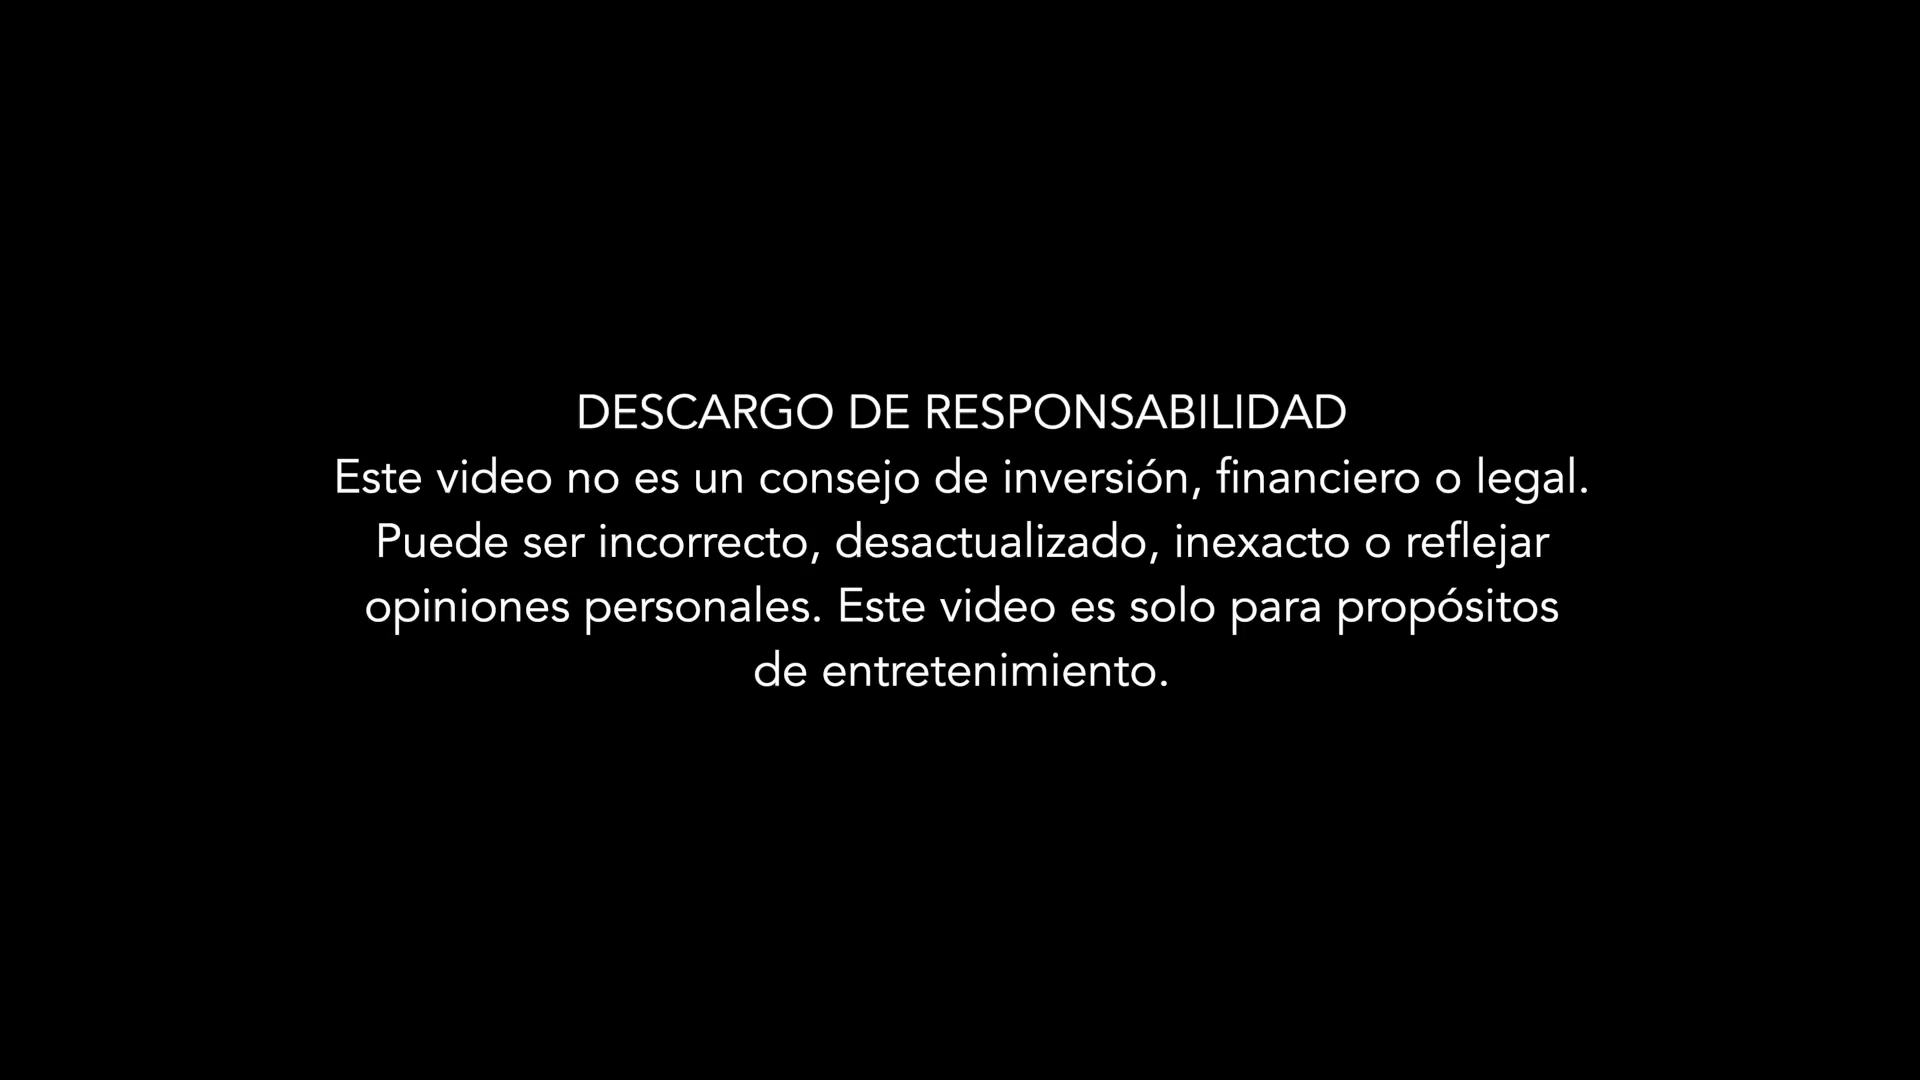 DESCARGO DE RESPONSABILIDAD
Este video no es un consejo de inversión, financiero o legal.
Puede ser incorrecto, desactualizado, inexacto o reflejar
opiniones personales. Este video es solo para propósitos
de entretenimiento.